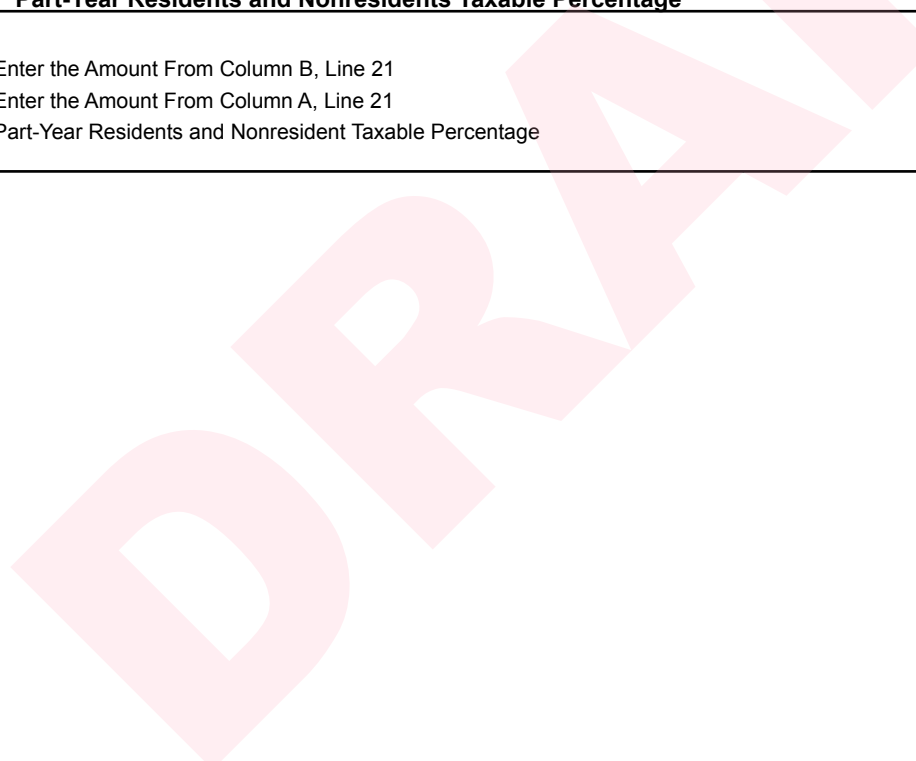 Part-Year Residents and Nonresidents Taxable Percentage
Enter the Amount From Column B, Line 21
Enter the Amount From Column A, Line 21
Part-Year Residents and Nonresident Taxable Percentage
DRA